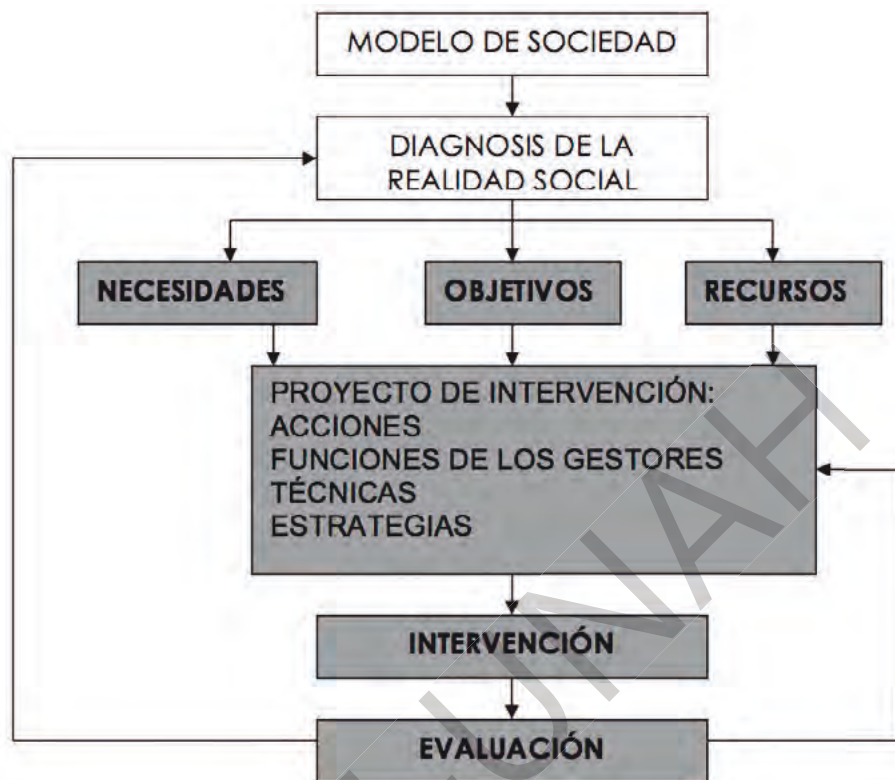 MODELO DE SOCIEDAD
DIAGNOSIS DE LA
REALIDAD SOCIAL
NECESIDADES
OBJETIVOS
RECURSOS
PROYECTO DE INTERVENCIÓN:
ACCIONES
FUNCIONES DE LOS GESTORES
TÉCNICAS
ESTRATEGIAS
INTERVENCIÓN
EVALUACIÓN
UNAH